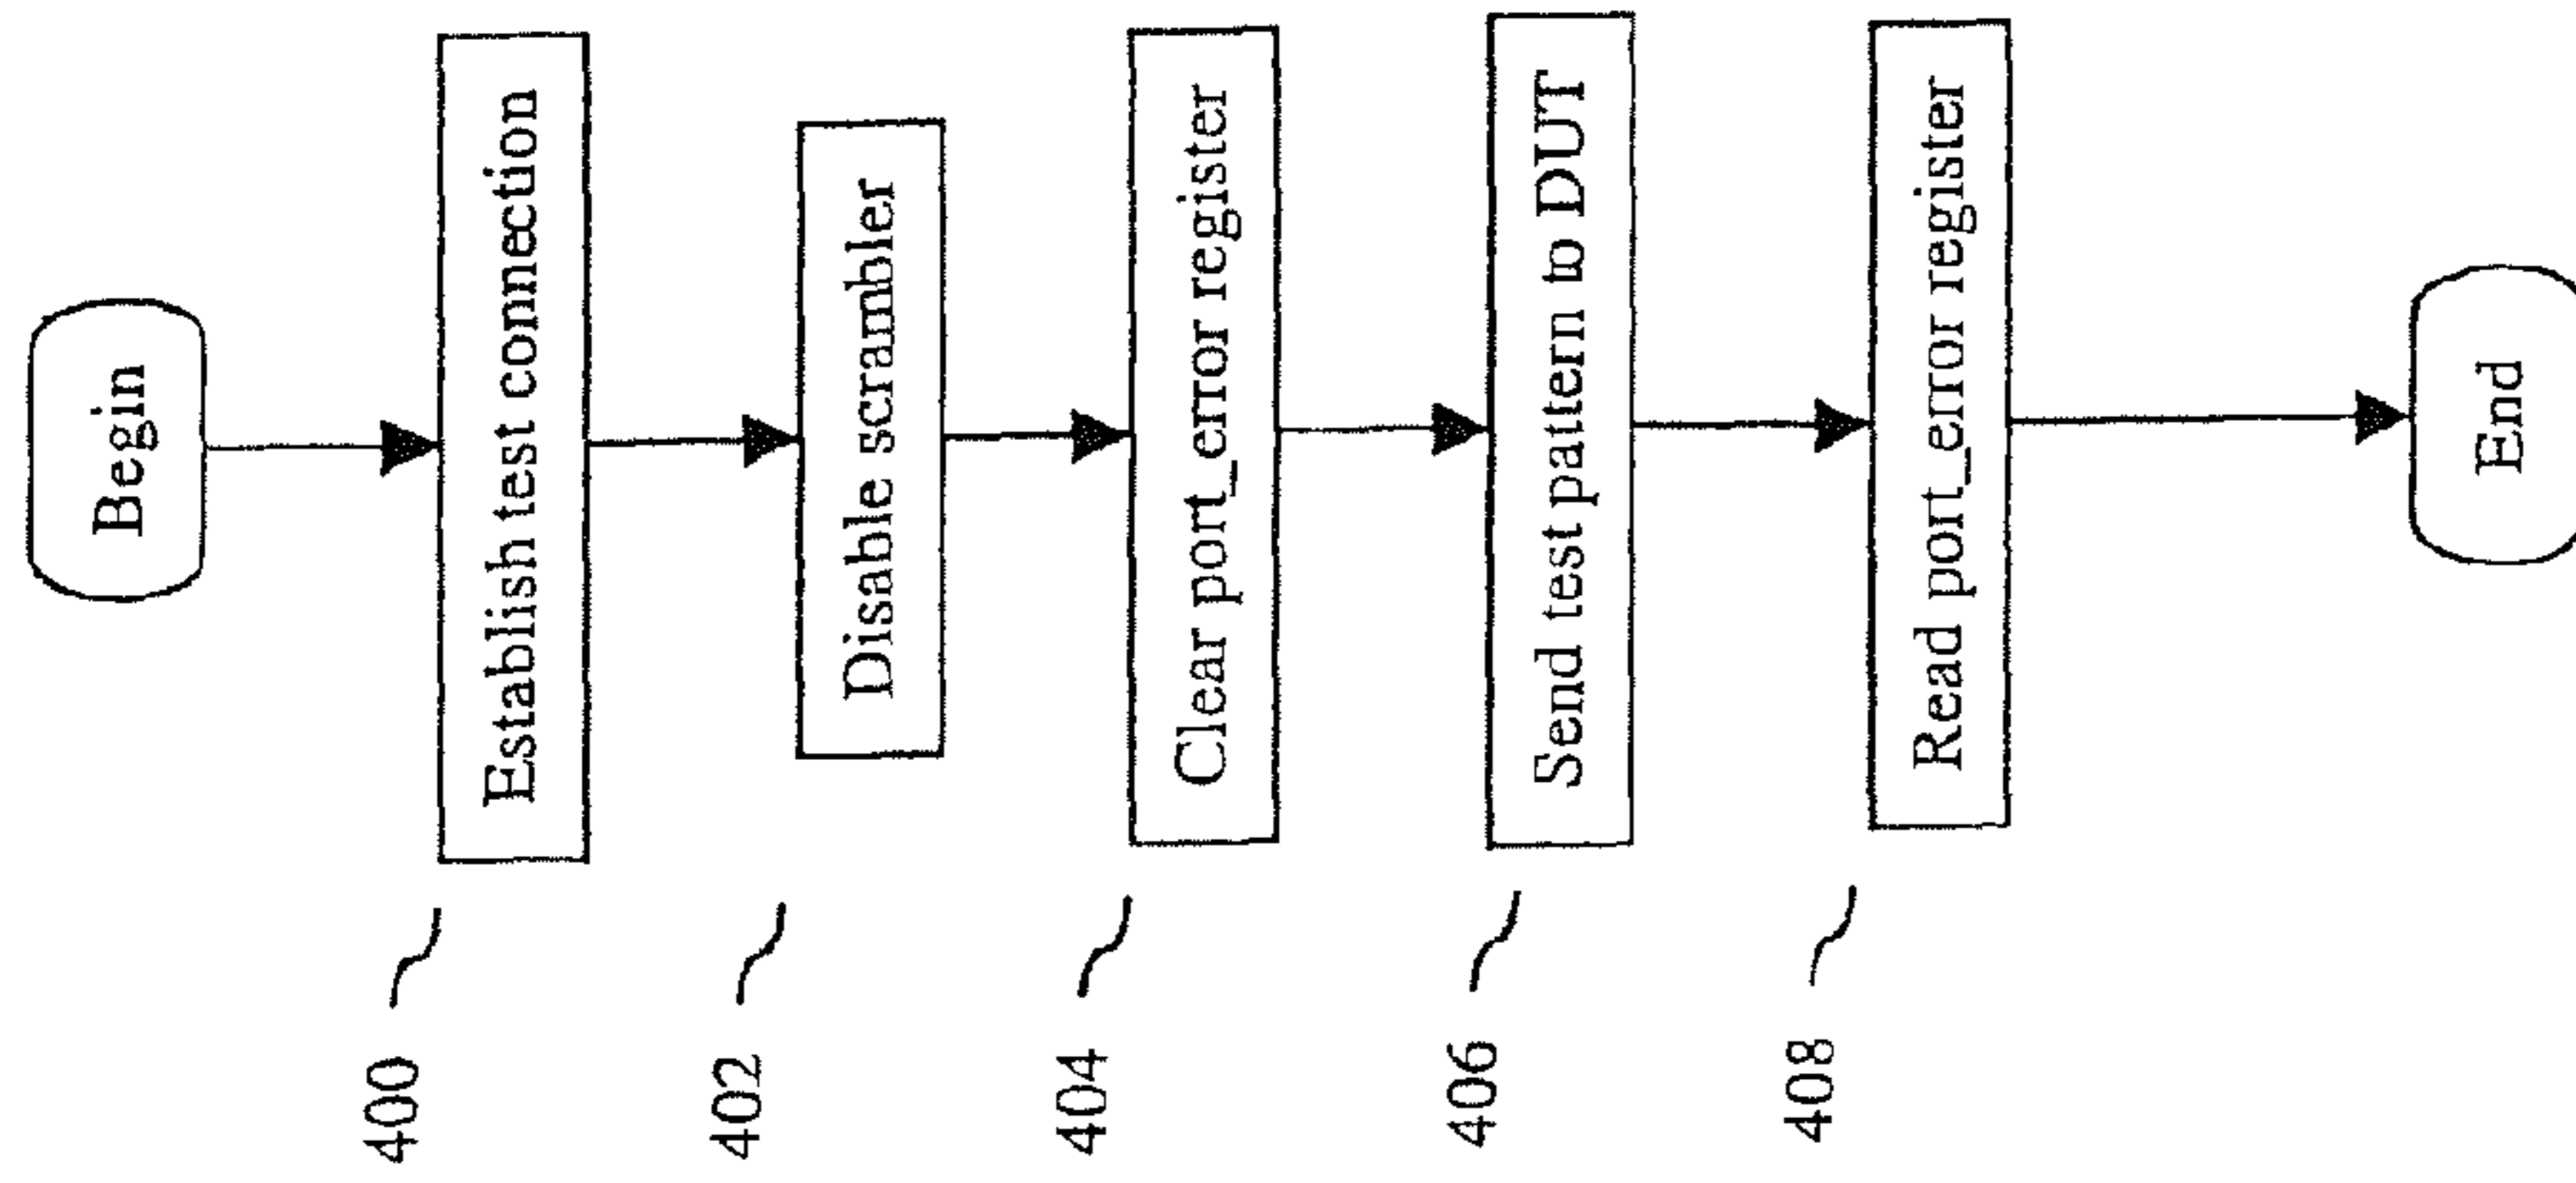 Begin
400
Establish test connection
402
Disable scrambler
404
Clear port_error register
406
Send test pattern to DUT
408
Read port_error register
End